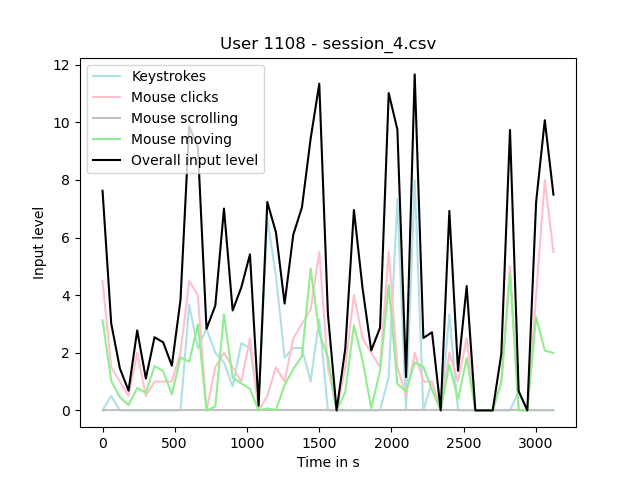 User 1108 - session_4.csv
Keystrokes
Mouse clicks
Mouse scrolling
Mouse moving
Overall input level
12
10
8
6
4
2
0
Input level
0 500 1000 1500 2000 2500 3000
Time in s